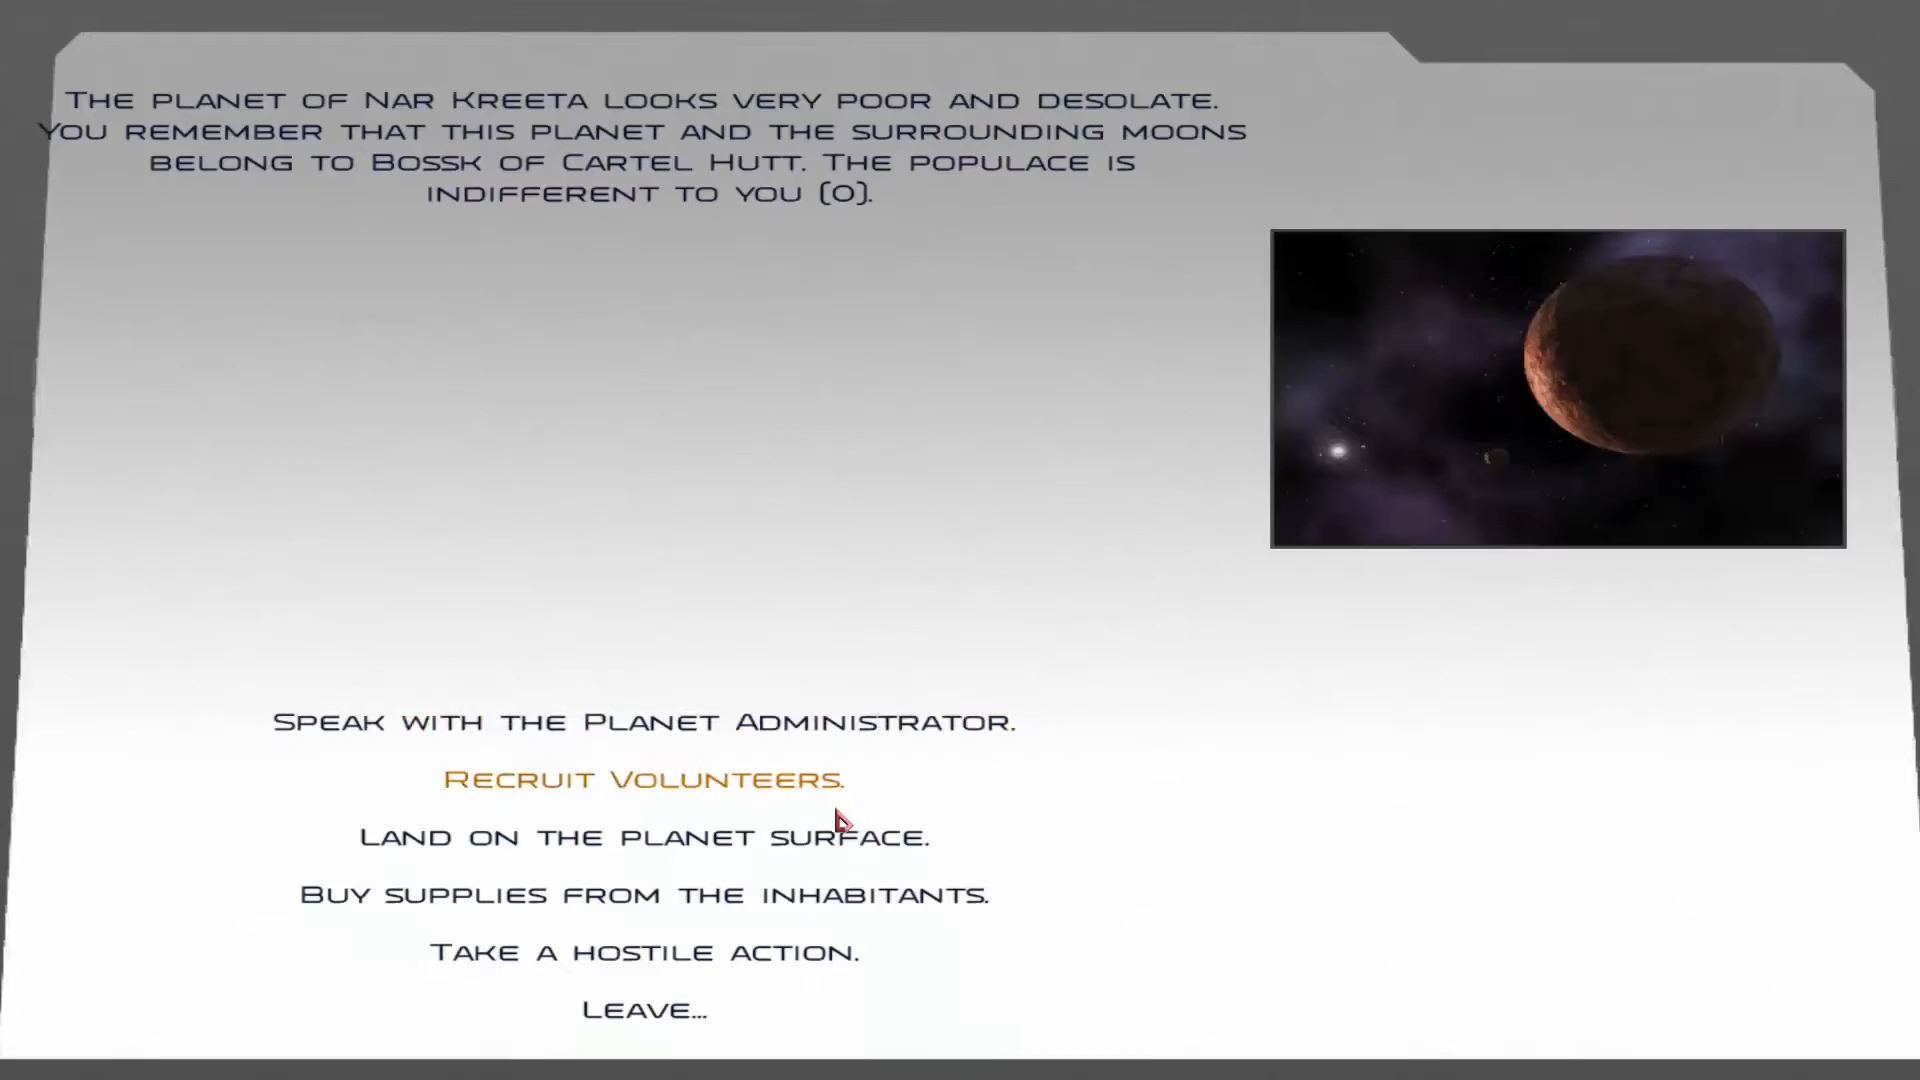 The planet of Nar Kreeta looks very poor and desolate.
You remember that this planet and the surrounding moons
belong to Bossk of Cartel Hutt. The populace is
indifferent to you (0).
Speak with the Planet Administrator.
Recruit Volunteers.
Land on the planet surface.
Buy supplies from the inhabitants.
Take a hostile action.
Leave...